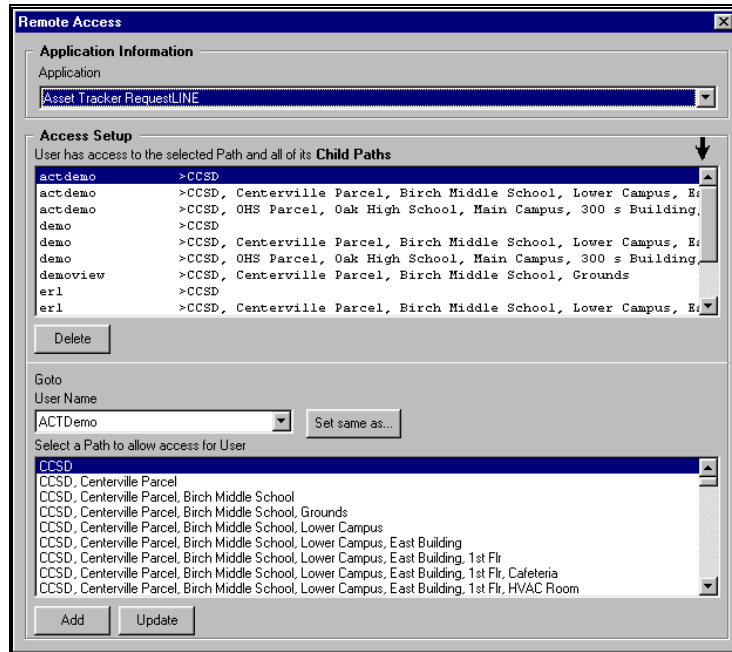 Remote Access
Application Information
Application
Asset Tracker RequestLINE
Access Setup
User has access to the selected Path and all of its Child Paths
actdemo >CCSD
actdemo >CCSD, Centerville Parcel, Birch Middle School, Lower Campus, Ea
actdemo >CCSD, OHS Parcel, Oak High School, Main Campus, 300 s Building,
demo >CCSD
demo >CCSD, Centerville Parcel, Birch Middle School, Lower Campus, Ea
demo >CCSD, OHS Parcel, Oak High School, Main Campus, 300 s Building,
demoview >CCSD, Centerville Parcel, Birch Middle School, Grounds
erl >CCSD
erl >CCSD, Centerville Parcel, Birch Middle School, Lower Campus, Ea
Delete
Goto
User Name
ACTDemo
Set same as...
Select a Path to allow access for User
CCSD
CCSD, Centerville Parcel
CCSD, Centerville Parcel, Birch Middle School
CCSD, Centerville Parcel, Birch Middle School, Grounds
CCSD, Centerville Parcel, Birch Middle School, Lower Campus
CCSD, Centerville Parcel, Birch Middle School, Lower Campus, East Building
CCSD, Centerville Parcel, Birch Middle School, Lower Campus, East Building, 1st Flr
CCSD, Centerville Parcel, Birch Middle School, Lower Campus, East Building, 1st Flr, Cafeteria
CCSD, Centerville Parcel, Birch Middle School, Lower Campus, East Building, 1st Flr, HVAC Room
Add
Update